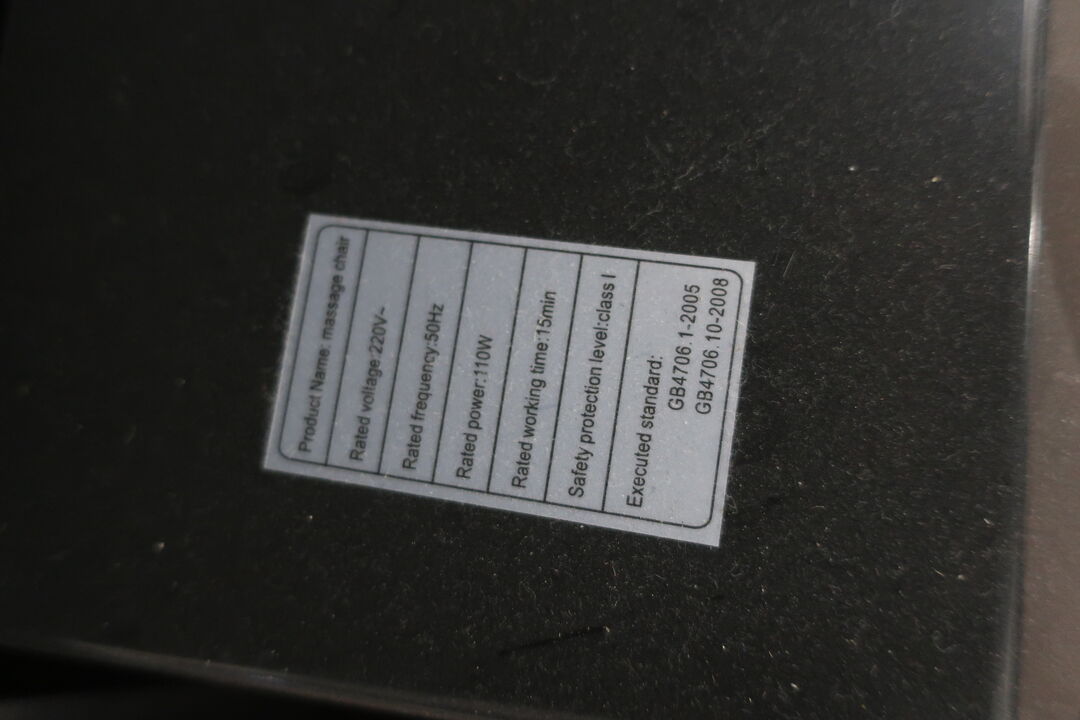 Product Name: massage chair
Rated voltage:220V~
Rated frequency:50Hz
Rated power:110W
Rated working time:15min
Safety protection level:class I
Executed standard:
GB4706.1-2005
GB4706.10-2008